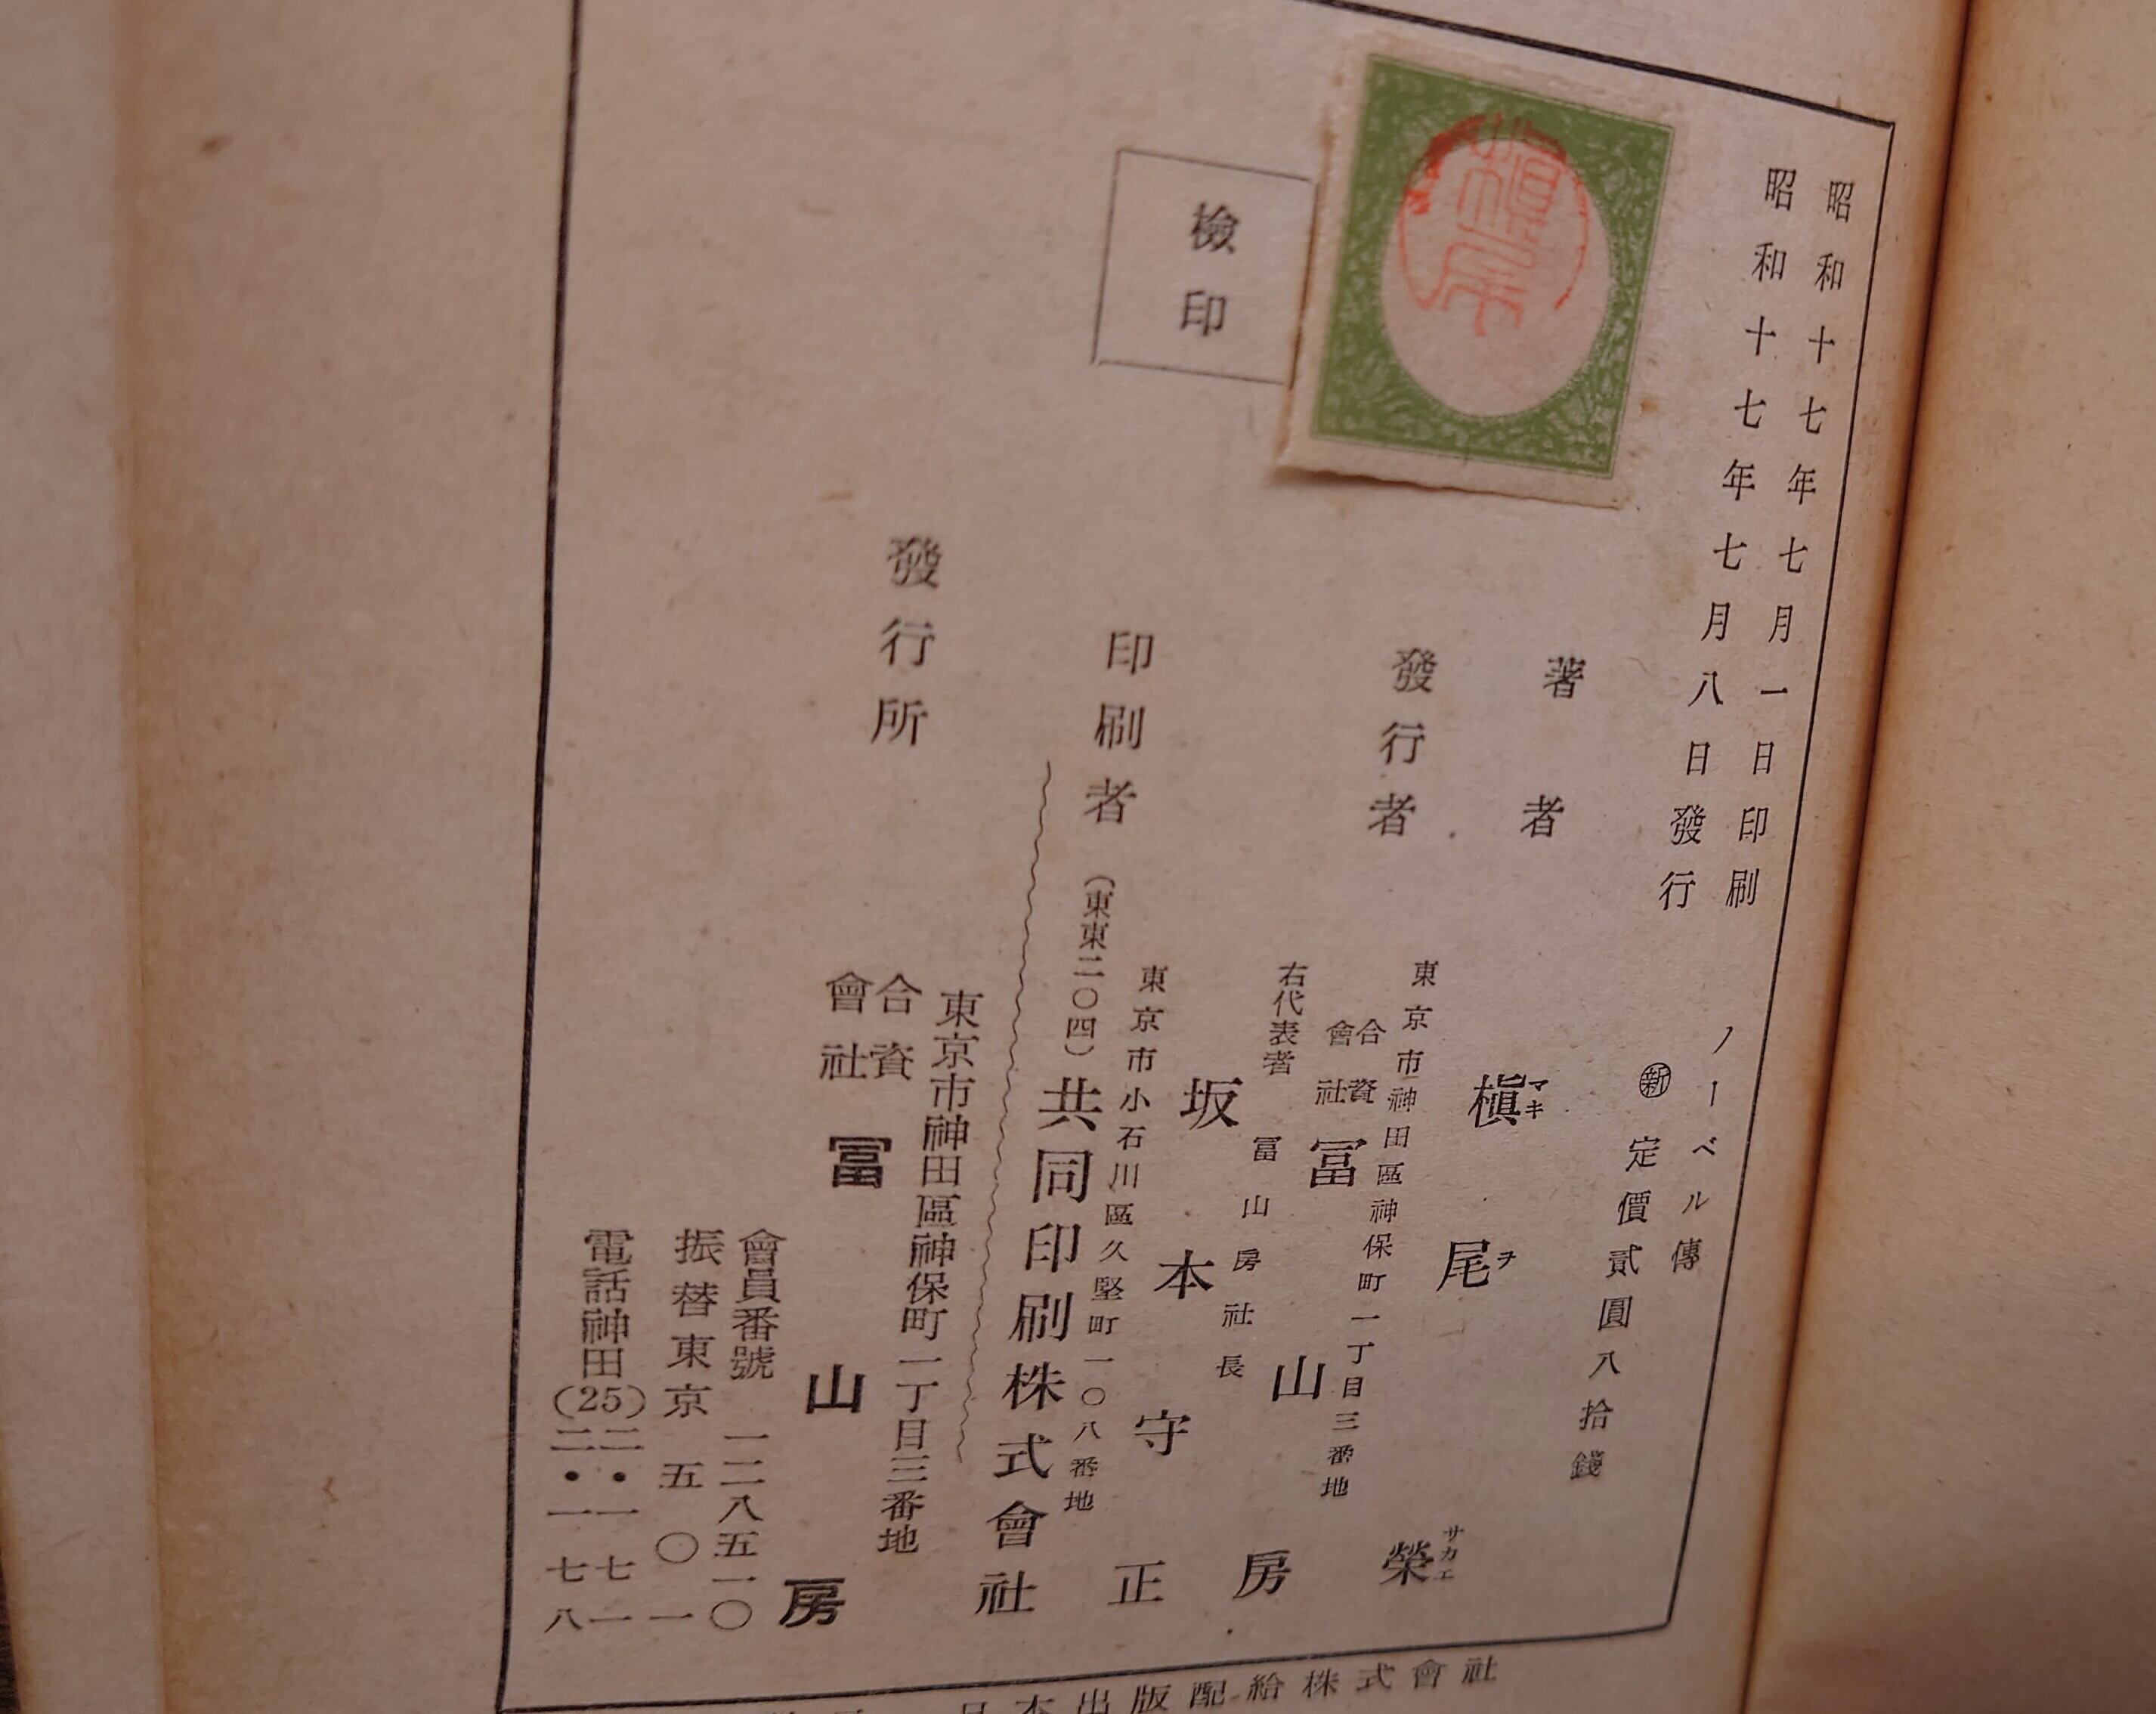 昭和十七年七月一日印刷
昭和十七年七月八日發行
ノーベル傳
新 定價貳圓八拾錢
檢印
著者 槇尾榮
マキ ヲ サカエ
發行者
東京市神田區神保町一丁目三番地
合資會社 冨山房
右代表者
冨山房社長
坂本守正
東京市小石川區久堅町一〇八番地
印刷者 (東東二〇四) 共同印刷株式會社
發行所
東京市神田區神保町一丁目三番地
合資會社 冨山房
會員番號 一二八五一〇
振替東京 五〇一
電話神田(25)二・一七一
二・一七八
日本出版配給株式會社